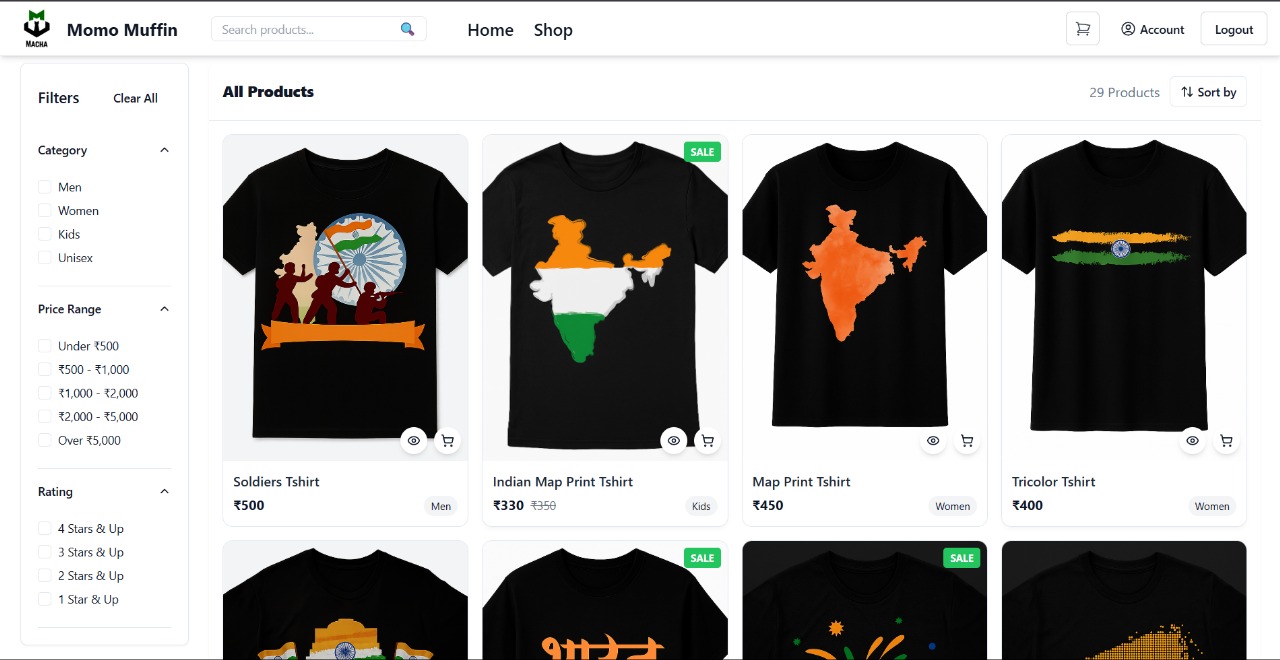 MACHA
Momo Muffin
Search products...
Home
Shop
Account
Logout
Filters
Clear All
Category
Men
Women
Kids
Unisex
Price Range
Under ₹500
₹500 - ₹1,000
₹1,000 - ₹2,000
₹2,000 - ₹5,000
Over ₹5,000
Rating
4 Stars & Up
3 Stars & Up
2 Stars & Up
1 Star & Up
All Products
29 Products
Sort by
SALE
Soldiers Tshirt
₹500
Men
Indian Map Print Tshirt
₹330 ₹350
Kids
Map Print Tshirt
₹450
Women
Tricolor Tshirt
₹400
Women
SALE
SALE